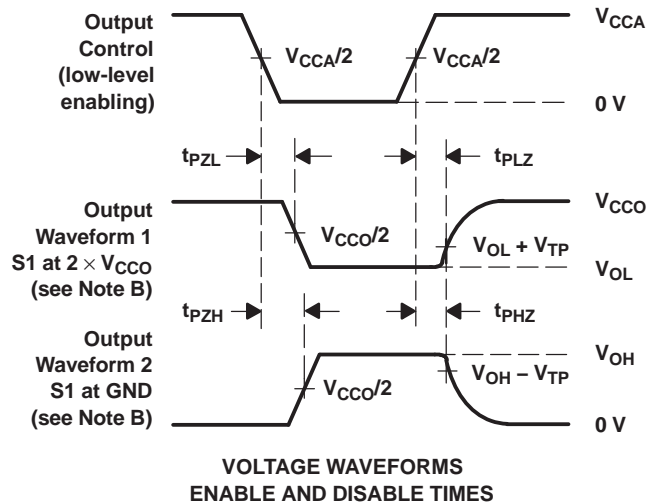 Output
Control
(low-level
enabling)
V_CCA/2
V_CCA/2
V_CCA
0 V
t_PZL
t_PLZ
Output
Waveform 1
S1 at 2 × V_CCO
(see Note B)
V_CCO/2
V_CCO
V_OL + V_TP
V_OL
t_PZH
t_PHZ
Output
Waveform 2
S1 at GND
(see Note B)
V_CCO/2
V_OH
V_OH − V_TP
0 V
VOLTAGE WAVEFORMS
ENABLE AND DISABLE TIMES